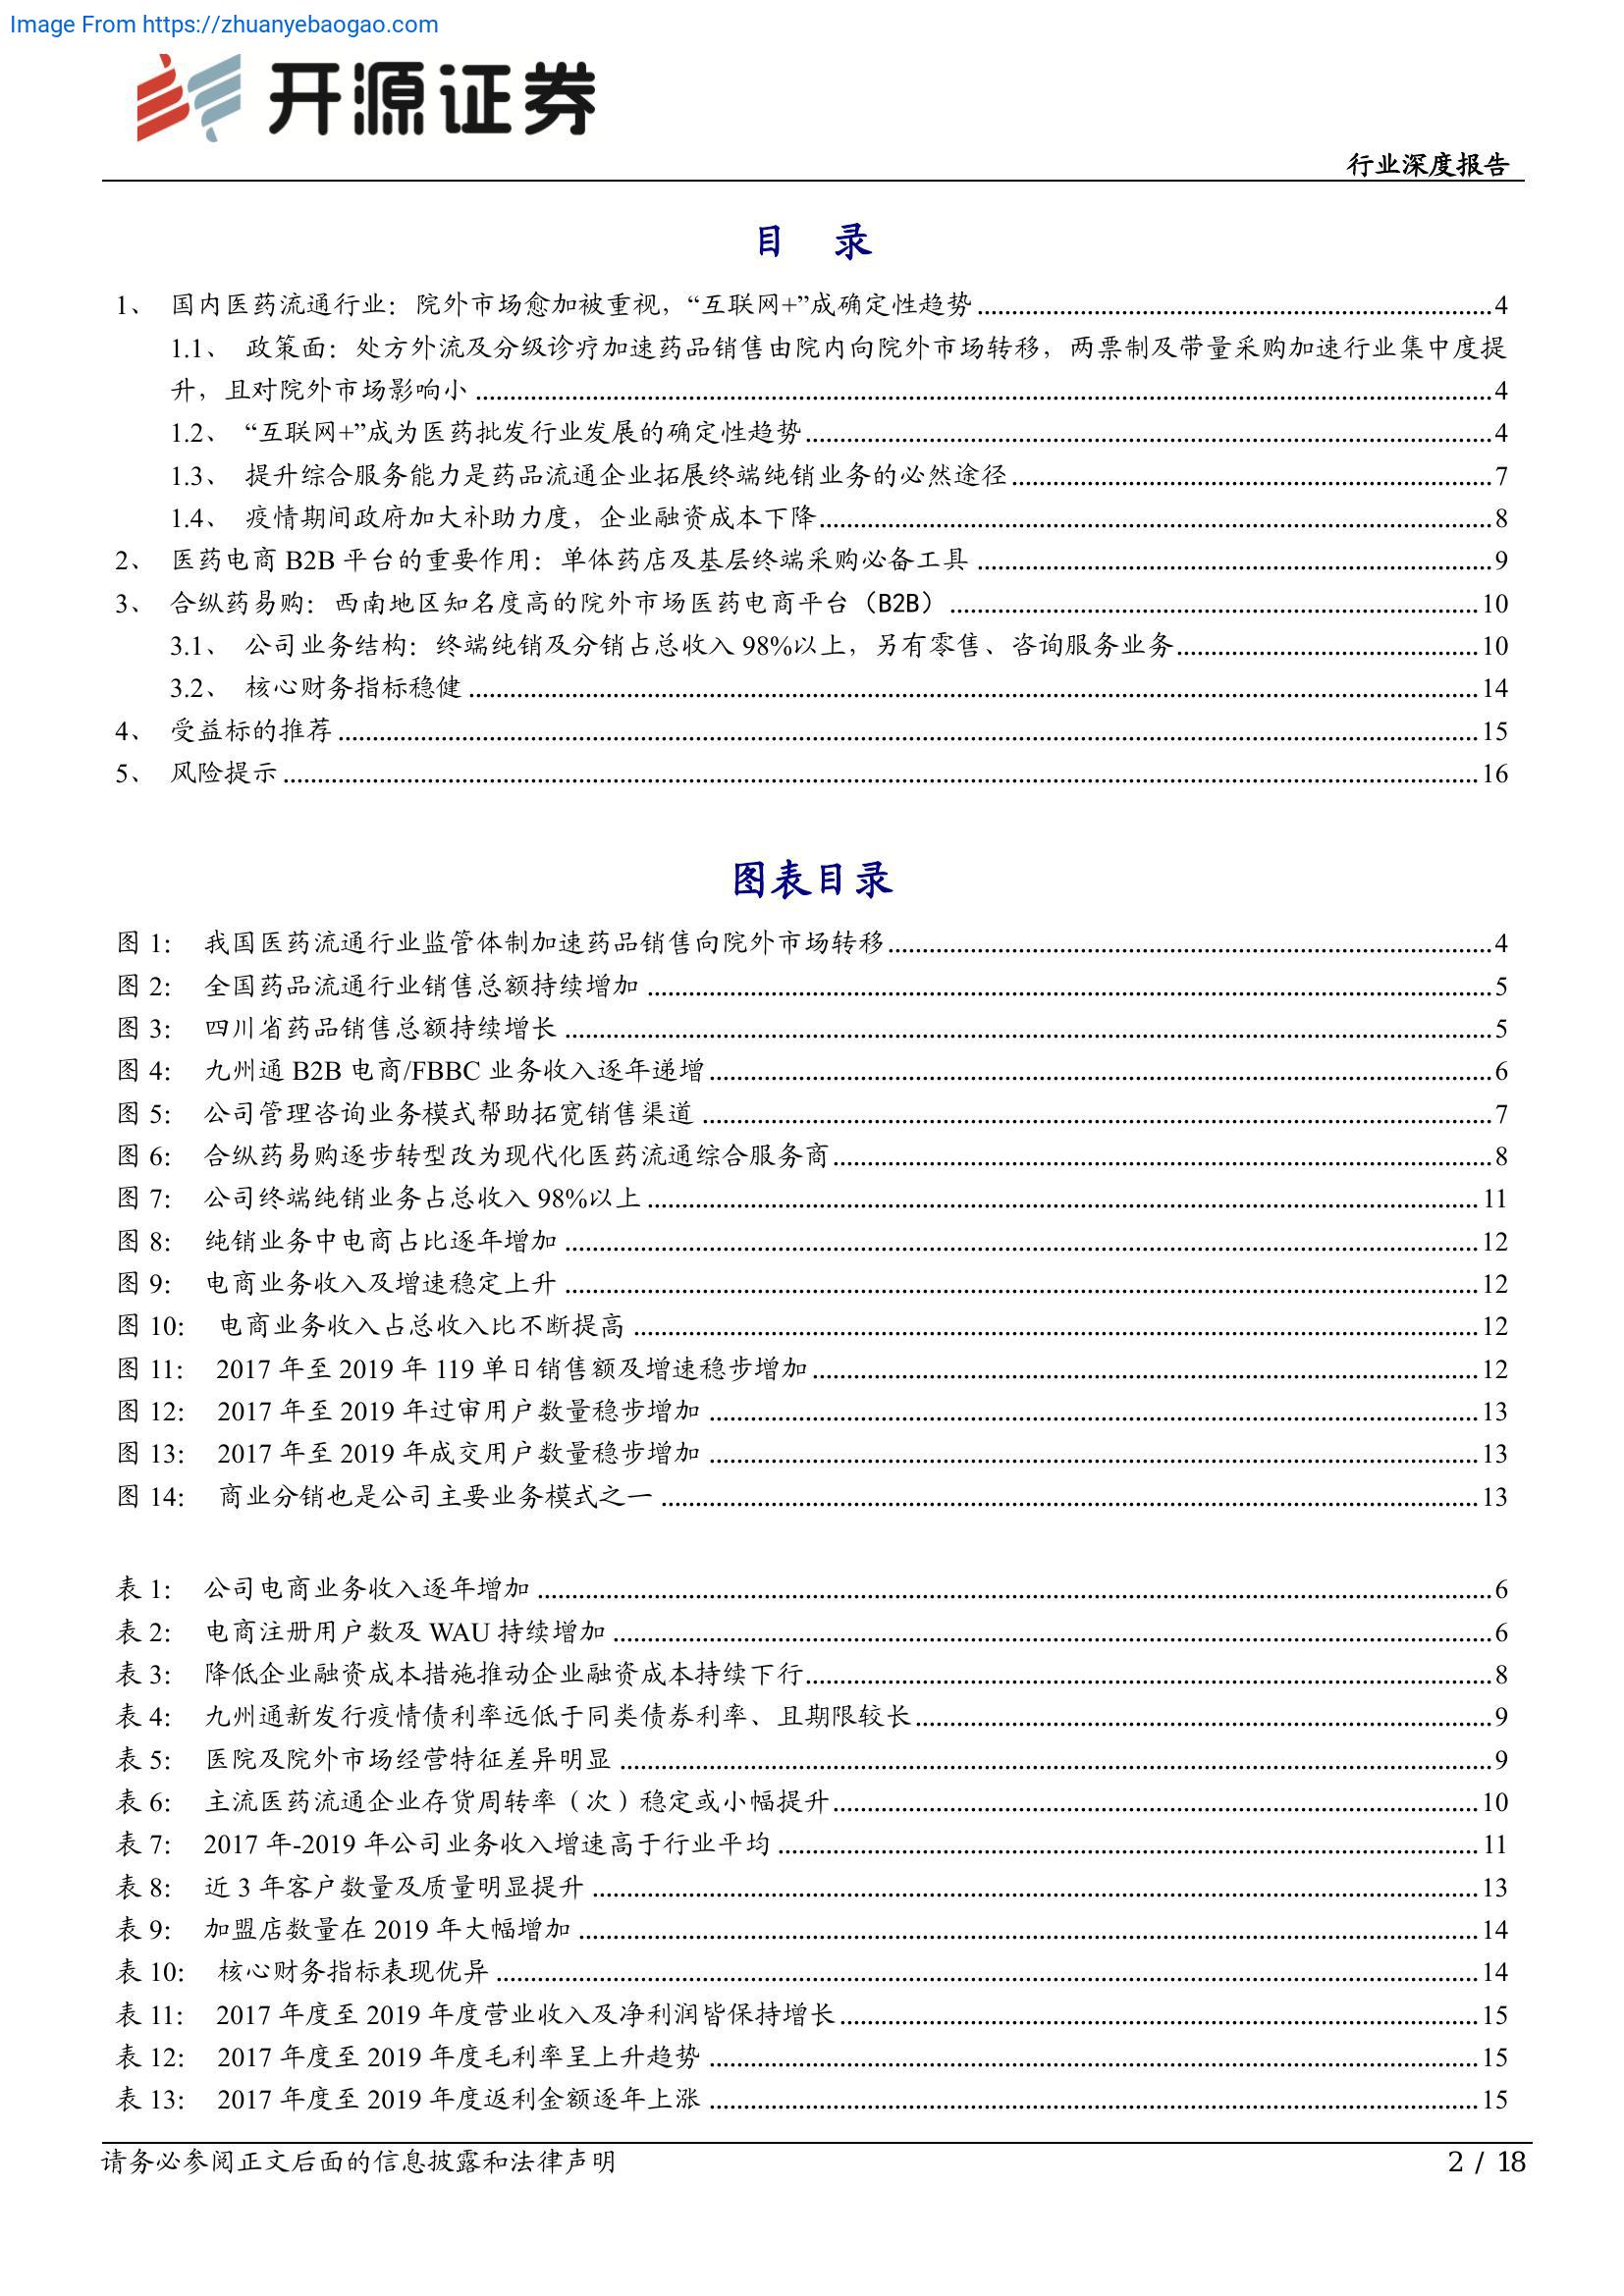 Image From https://zhuanyebaogao.com
开源证券
行业深度报告
目 录
1、 国内医药流通行业：院外市场愈加被重视，“互联网+”成确定性趋势 4
1.1、 政策面：处方外流及分级诊疗加速药品销售由院内向院外市场转移，两票制及带量采购加速行业集中度提
升，且对院外市场影响小 4
1.2、 “互联网+”成为医药批发行业发展的确定性趋势 4
1.3、 提升综合服务能力是药品流通企业拓展终端纯销业务的必然途径 7
1.4、 疫情期间政府加大补助力度，企业融资成本下降 8
2、 医药电商 B2B 平台的重要作用：单体药店及基层终端采购必备工具 9
3、 合纵药易购：西南地区知名度高的院外市场医药电商平台（B2B） 10
3.1、 公司业务结构：终端纯销及分销占总收入 98%以上，另有零售、咨询服务业务 10
3.2、 核心财务指标稳健 14
4、 受益标的推荐 15
5、 风险提示 16
图表目录
图 1： 我国医药流通行业监管体制加速药品销售向院外市场转移 4
图 2： 全国药品流通行业销售总额持续增加 5
图 3： 四川省药品销售总额持续增长 5
图 4： 九州通 B2B 电商/FBBC 业务收入逐年递增 6
图 5： 公司管理咨询业务模式帮助拓宽销售渠道 7
图 6： 合纵药易购逐步转型改为现代化医药流通综合服务商 8
图 7： 公司终端纯销业务占总收入 98%以上 11
图 8： 纯销业务中电商占比逐年增加 12
图 9： 电商业务收入及增速稳定上升 12
图 10： 电商业务收入占总收入比不断提高 12
图 11： 2017 年至 2019 年 119 单日销售额及增速稳步增加 12
图 12： 2017 年至 2019 年过审用户数量稳步增加 13
图 13： 2017 年至 2019 年成交用户数量稳步增加 13
图 14： 商业分销也是公司主要业务模式之一 13
表 1： 公司电商业务收入逐年增加 6
表 2： 电商注册用户数及 WAU 持续增加 6
表 3： 降低企业融资成本措施推动企业融资成本持续下行 8
表 4： 九州通新发行疫情债利率远低于同类债券利率、且期限较长 9
表 5： 医院及院外市场经营特征差异明显 9
表 6： 主流医药流通企业存货周转率（次）稳定或小幅提升 10
表 7： 2017 年-2019 年公司业务收入增速高于行业平均 11
表 8： 近 3 年客户数量及质量明显提升 13
表 9： 加盟店数量在 2019 年大幅增加 14
表 10： 核心财务指标表现优异 14
表 11： 2017 年度至 2019 年度营业收入及净利润皆保持增长 15
表 12： 2017 年度至 2019 年度毛利率呈上升趋势 15
表 13： 2017 年度至 2019 年度返利金额逐年上涨 15
请务必参阅正文后面的信息披露和法律声明 2 / 18